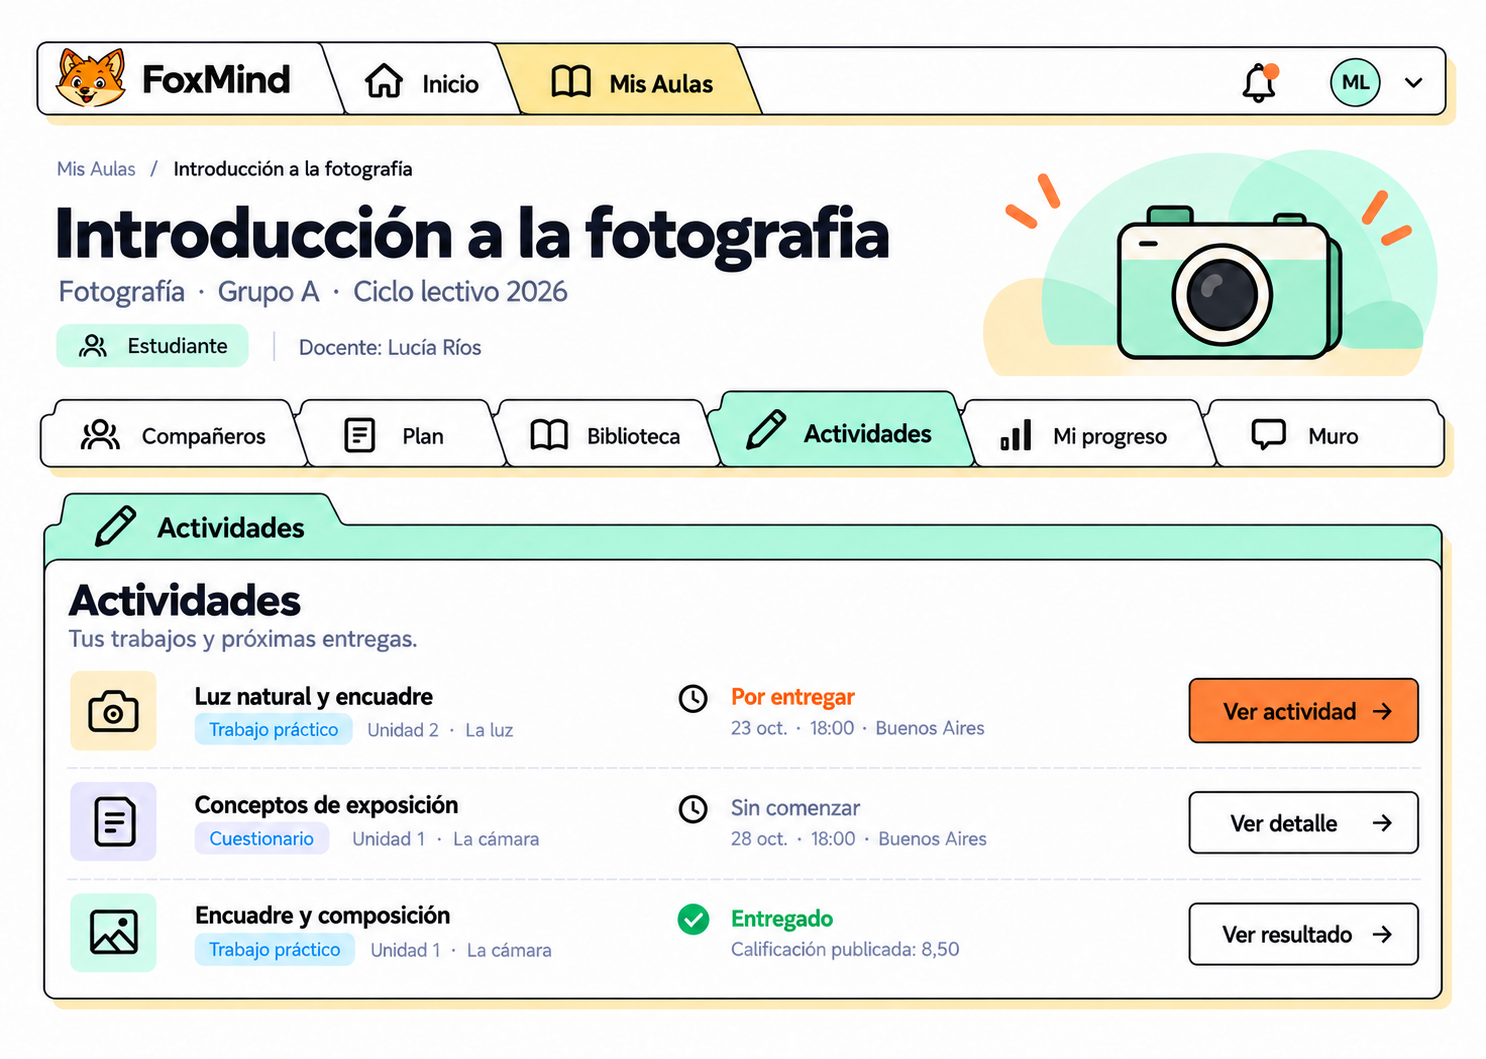 FoxMind
Inicio
Mis Aulas
ML
Mis Aulas / Introducción a la fotografía
Introducción a la fotografia
Fotografía · Grupo A · Ciclo lectivo 2026
Estudiante
Docente: Lucía Ríos
Compañeros
Plan
Biblioteca
Actividades
Mi progreso
Muro
Actividades
Actividades
Tus trabajos y próximas entregas.
Luz natural y encuadre
Trabajo práctico
Unidad 2 · La luz
Por entregar
23 oct. · 18:00 · Buenos Aires
Ver actividad
Conceptos de exposición
Cuestionario
Unidad 1 · La cámara
Sin comenzar
28 oct. · 18:00 · Buenos Aires
Ver detalle
Encuadre y composición
Trabajo práctico
Unidad 1 · La cámara
Entregado
Calificación publicada: 8,50
Ver resultado